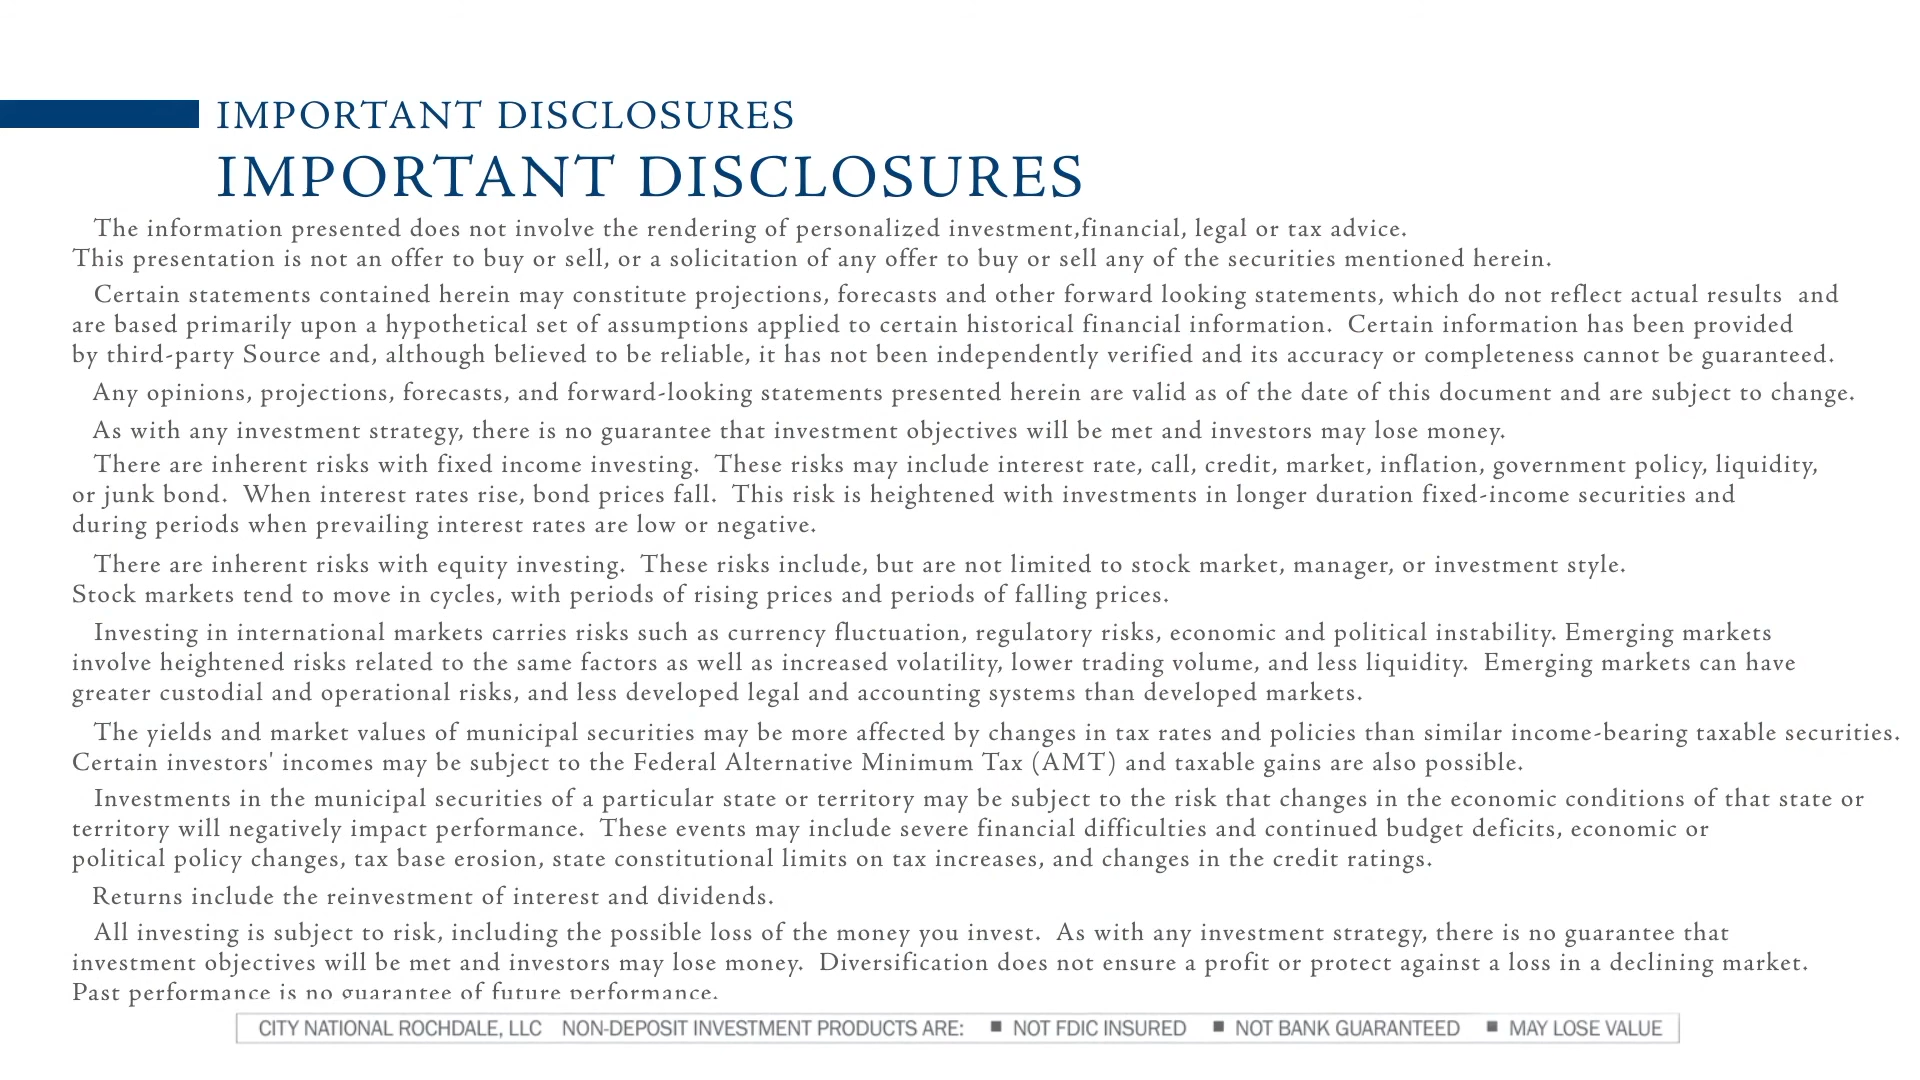 IMPORTANT DISCLOSURES
IMPORTANT DISCLOSURES
The information presented does not involve the rendering of personalized investment,financial, legal or tax advice.
This presentation is not an offer to buy or sell, or a solicitation of any offer to buy or sell any of the securities mentioned herein.
Certain statements contained herein may constitute projections, forecasts and other forward looking statements, which do not reflect actual results  and
are based primarily upon a hypothetical set of assumptions applied to certain historical financial information.  Certain information has been provided
by third-party Source and, although believed to be reliable, it has not been independently verified and its accuracy or completeness cannot be guaranteed.
Any opinions, projections, forecasts, and forward-looking statements presented herein are valid as of the date of this document and are subject to change.
As with any investment strategy, there is no guarantee that investment objectives will be met and investors may lose money.
There are inherent risks with fixed income investing.  These risks may include interest rate, call, credit, market, inflation, government policy, liquidity,
or junk bond.  When interest rates rise, bond prices fall.  This risk is heightened with investments in longer duration fixed-income securities and
during periods when prevailing interest rates are low or negative.
There are inherent risks with equity investing.  These risks include, but are not limited to stock market, manager, or investment style.
Stock markets tend to move in cycles, with periods of rising prices and periods of falling prices.
Investing in international markets carries risks such as currency fluctuation, regulatory risks, economic and political instability. Emerging markets
involve heightened risks related to the same factors as well as increased volatility, lower trading volume, and less liquidity.  Emerging markets can have
greater custodial and operational risks, and less developed legal and accounting systems than developed markets.
The yields and market values of municipal securities may be more affected by changes in tax rates and policies than similar income-bearing taxable securities.
Certain investors' incomes may be subject to the Federal Alternative Minimum Tax (AMT) and taxable gains are also possible.
Investments in the municipal securities of a particular state or territory may be subject to the risk that changes in the economic conditions of that state or
territory will negatively impact performance.  These events may include severe financial difficulties and continued budget deficits, economic or
political policy changes, tax base erosion, state constitutional limits on tax increases, and changes in the credit ratings.
Returns include the reinvestment of interest and dividends.
All investing is subject to risk, including the possible loss of the money you invest.  As with any investment strategy, there is no guarantee that
investment objectives will be met and investors may lose money.  Diversification does not ensure a profit or protect against a loss in a declining market.
Past performance is no guarantee of future performance.
CITY NATIONAL ROCHDALE, LLC   NON-DEPOSIT INVESTMENT PRODUCTS ARE:   ■ NOT FDIC INSURED   ■ NOT BANK GUARANTEED   ■ MAY LOSE VALUE